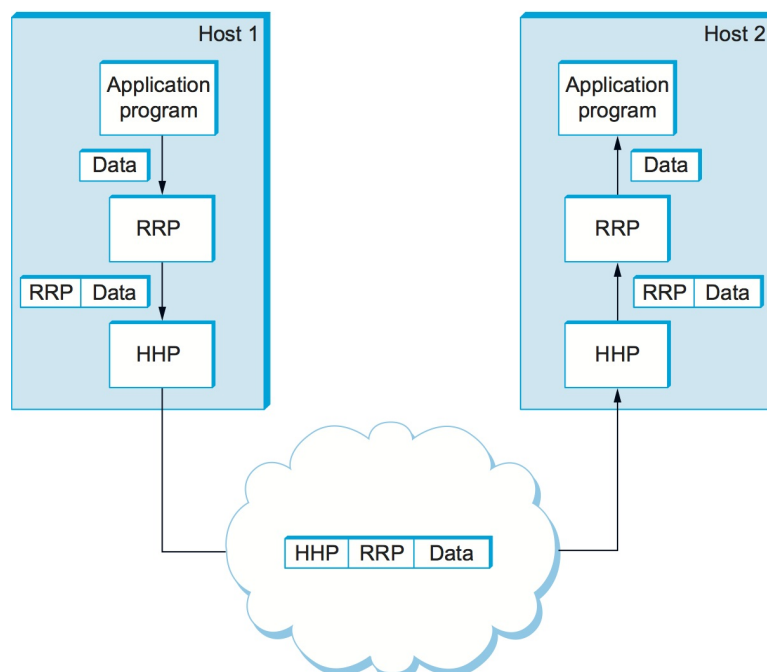 Host 1
Application
program
Data
RRP
RRP Data
HHP
Host 2
Application
program
Data
RRP
RRP Data
HHP
HHP RRP Data